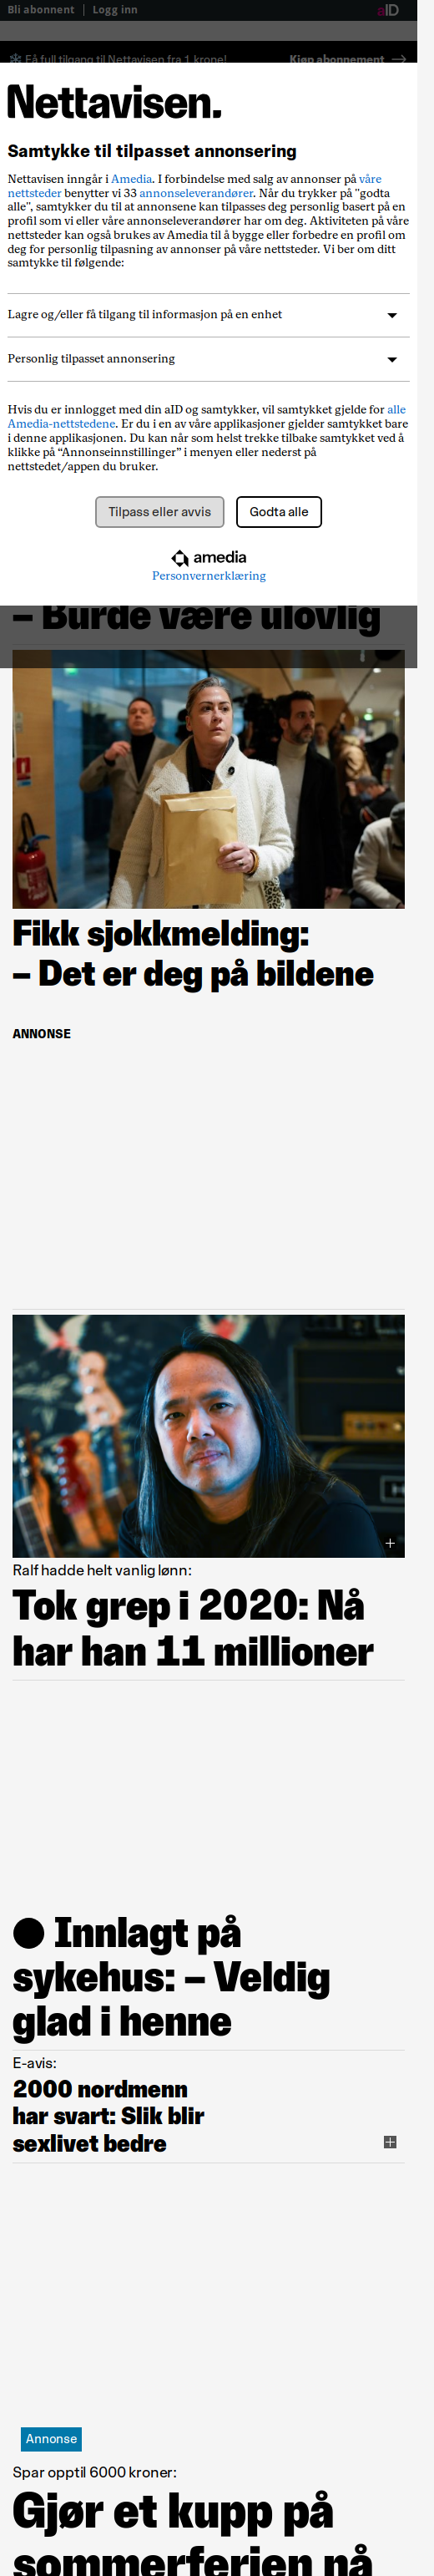 Bli abonnent | Logg inn
aID
Få full tilgang til Nettavisen fra 1 krone!
Kjøp abonnement →
Nettavisen.
Samtykke til tilpasset annonsering
Nettavisen inngår i Amedia. I forbindelse med salg av annonser på våre
nettsteder benytter vi 33 annonseleverandører. Når du trykker på "godta
alle", samtykker du til at annonsene kan tilpasses deg personlig basert på en
profil som vi eller våre annonseleverandører har om deg. Aktiviteten på våre
nettsteder kan også brukes av Amedia til å bygge eller forbedre en profil om
deg for personlig tilpasning av annonser på våre nettsteder. Vi ber om ditt
samtykke til følgende:
Lagre og/eller få tilgang til informasjon på en enhet
Personlig tilpasset annonsering
Hvis du er innlogget med din aID og samtykker, vil samtykket gjelde for alle
Amedia-nettstedene. Er du i en av våre applikasjoner gjelder samtykket bare
i denne applikasjonen. Du kan når som helst trekke tilbake samtykket ved å
klikke på “Annonseinnstillinger” i menyen eller nederst på
nettstedet/appen du bruker.
Tilpass eller avvis
Godta alle
amedia
Personvernerklæring
– Burde være ulovlig
Fikk sjokkmelding:
– Det er deg på bildene
ANNONSE
Ralf hadde helt vanlig lønn:
Tok grep i 2020: Nå
har han 11 millioner
● Innlagt på
sykehus: – Veldig
glad i henne
E-avis:
2000 nordmenn
har svart: Slik blir
sexlivet bedre
Annonse
Spar opptil 6000 kroner:
Gjør et kupp på
sommerferien nå